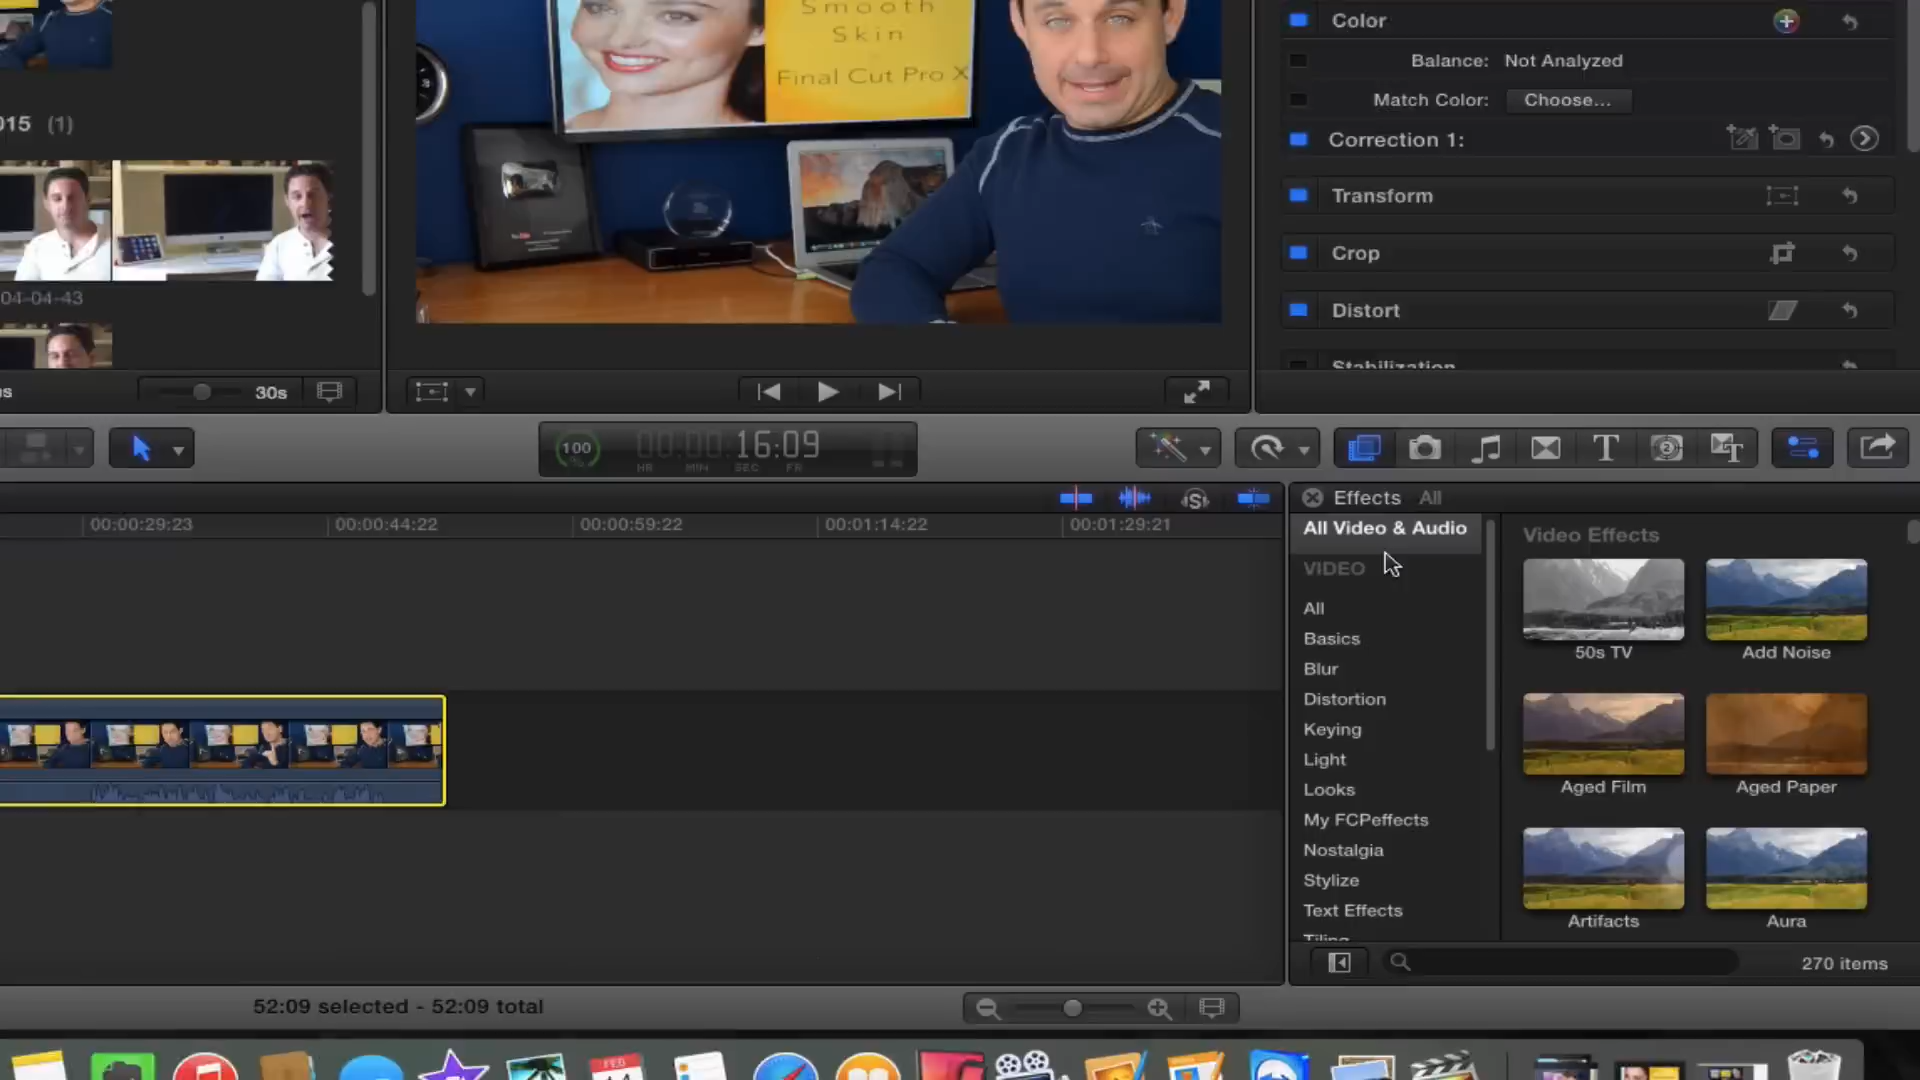 Smooth
Skin
Final Cut Pro X
Color
Balance: Not Analyzed
Match Color: Choose...
Correction 1:
Transform
Crop
Distort
Stabilization
015 (1)
04-04-43
30s
100
%
00:00:16:09
HR MIN SEC FR
Effects All
00:00:29:23
00:00:44:22
00:00:59:22
00:01:14:22
00:01:29:21
All Video & Audio
VIDEO
All
Basics
Blur
Distortion
Keying
Light
Looks
My FCPeffects
Nostalgia
Stylize
Text Effects
Tiling
Video Effects
50s TV
Add Noise
Aged Film
Aged Paper
Artifacts
Aura
270 items
52:09 selected - 52:09 total
FEB